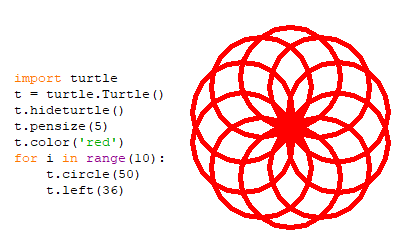 import turtle
t = turtle.Turtle()
t.hideturtle()
t.pensize(5)
t.color('red')
for i in range(10):
    t.circle(50)
    t.left(36)